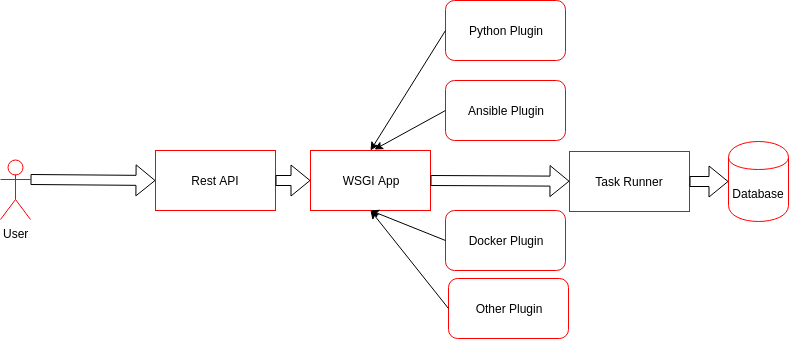 Python Plugin
Ansible Plugin
Rest API
WSGI App
Task Runner
Database
User
Docker Plugin
Other Plugin